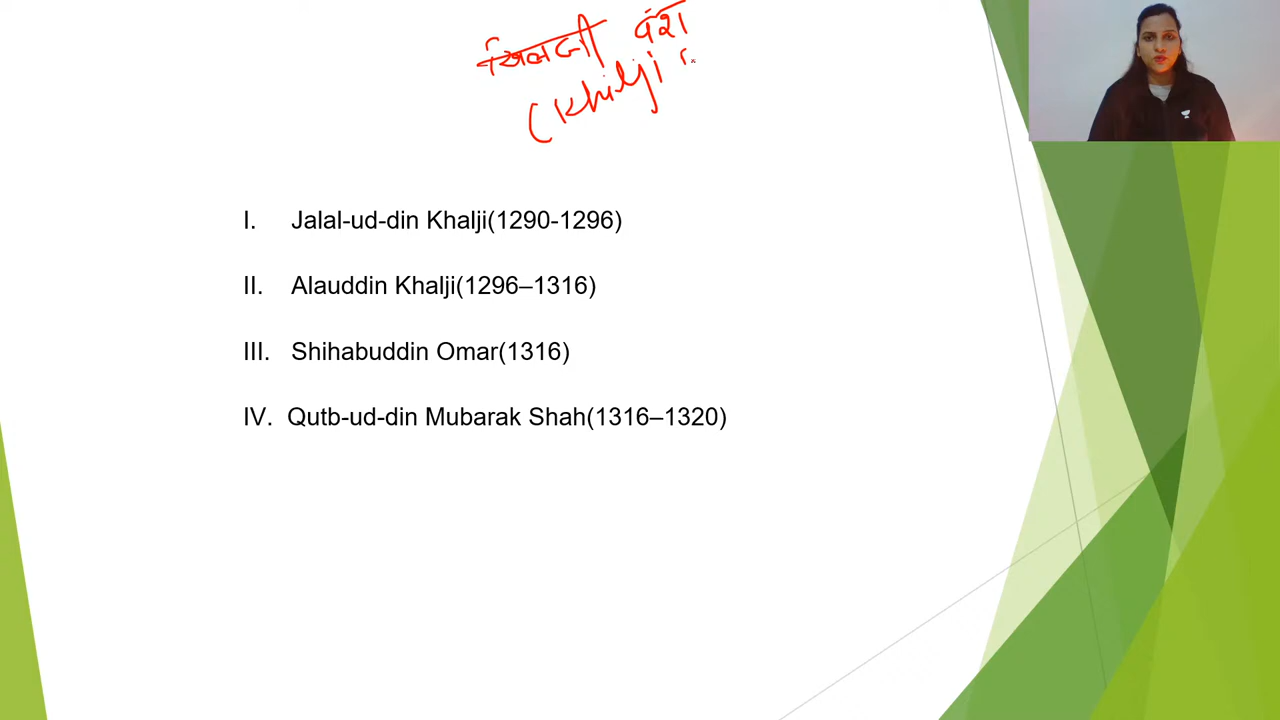 खिलजी वंश
(Khilji
I. Jalal-ud-din Khalji(1290-1296)
II. Alauddin Khalji(1296–1316)
III. Shihabuddin Omar(1316)
IV. Qutb-ud-din Mubarak Shah(1316–1320)